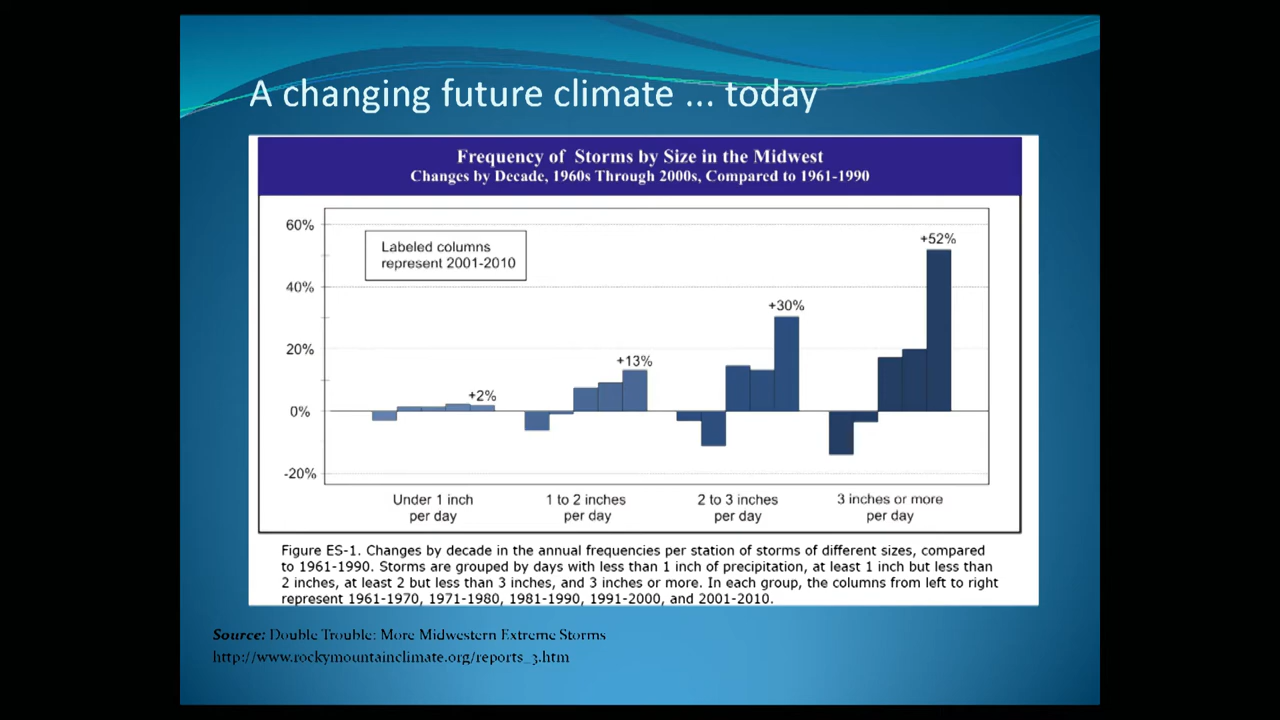 A changing future climate ... today
Frequency of Storms by Size in the Midwest
Changes by Decade, 1960s Through 2000s, Compared to 1961-1990
60%
40%
20%
0%
-20%
Labeled columns
represent 2001-2010
+2%
+13%
+30%
+52%
Under 1 inch
per day
1 to 2 inches
per day
2 to 3 inches
per day
3 inches or more
per day
Figure ES-1. Changes by decade in the annual frequencies per station of storms of different sizes, compared
to 1961-1990. Storms are grouped by days with less than 1 inch of precipitation, at least 1 inch but less than
2 inches, at least 2 but less than 3 inches, and 3 inches or more. In each group, the columns from left to right
represent 1961-1970, 1971-1980, 1981-1990, 1991-2000, and 2001-2010.
Source: Double Trouble: More Midwestern Extreme Storms
http://www.rockymountainclimate.org/reports_3.htm